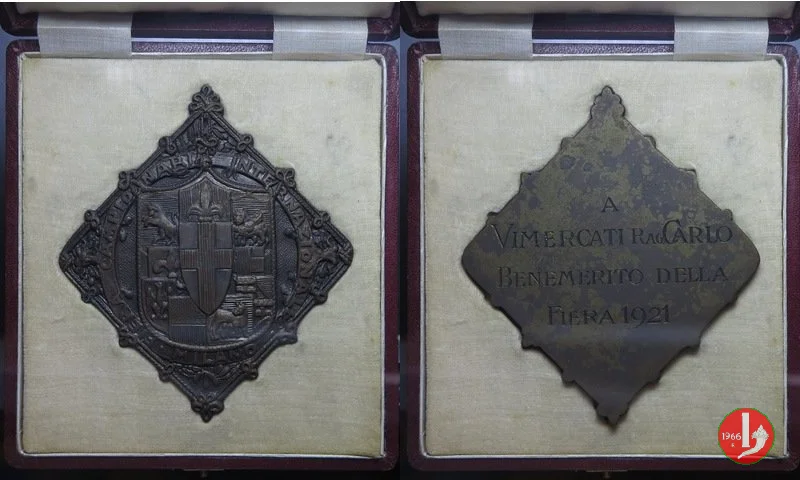 CAMPIONARIA INTERNAZIONALE
MILANO
A
VIMERCATI RAG CARLO
BENEMERITO DELLA
FIERA 1921
1966